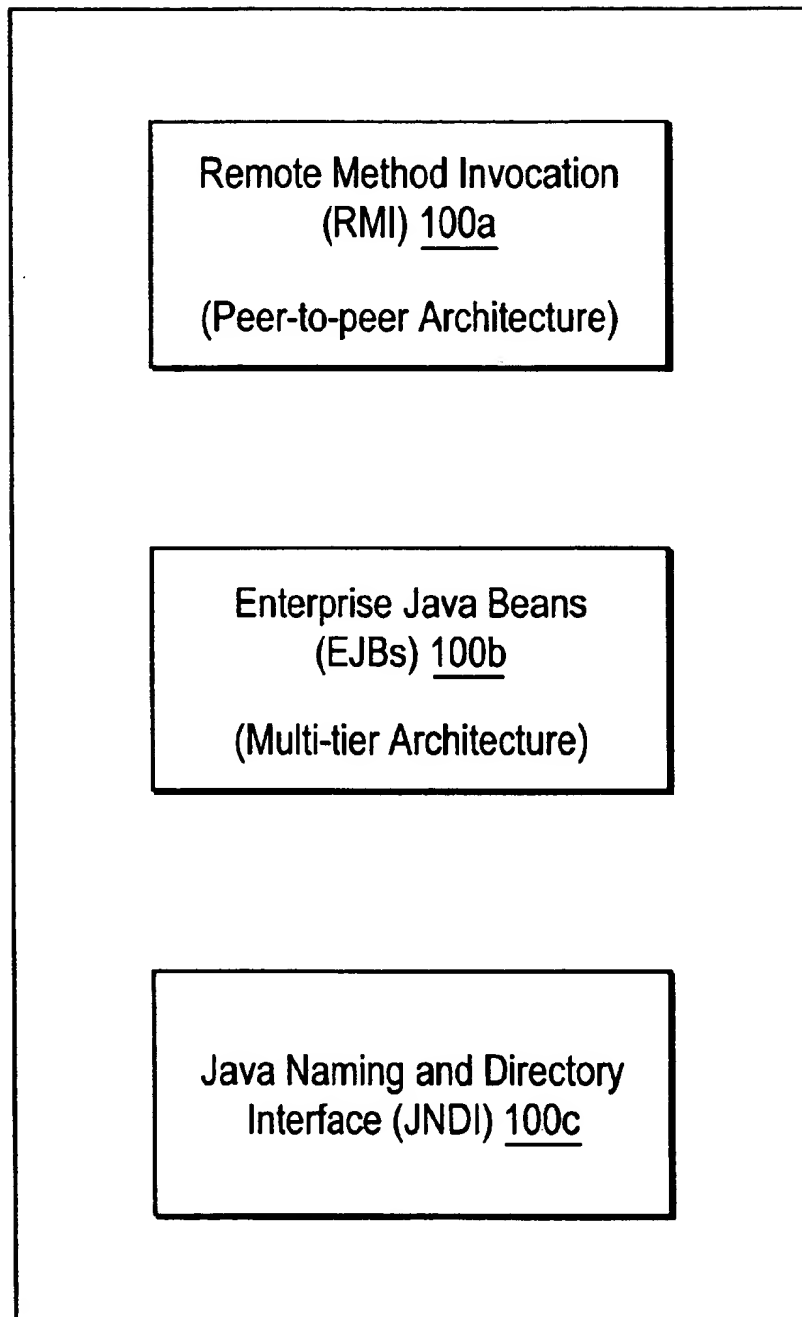 Remote Method Invocation
(RMI) 100a
(Peer-to-peer Architecture)
Enterprise Java Beans
(EJBs) 100b
(Multi-tier Architecture)
Java Naming and Directory
Interface (JNDI) 100c